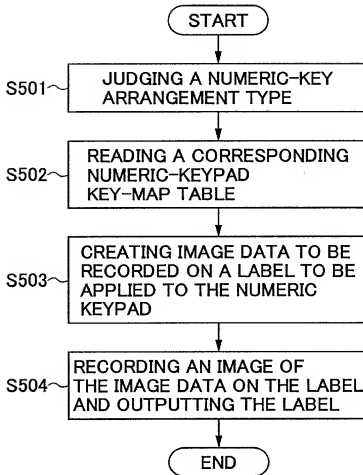 START
S501
JUDGING A NUMERIC-KEY
ARRANGEMENT TYPE
S502
READING A CORRESPONDING
NUMERIC-KEYPAD
KEY-MAP TABLE
S503
CREATING IMAGE DATA TO BE
RECORDED ON A LABEL TO BE
APPLIED TO THE NUMERIC
KEYPAD
S504
RECORDING AN IMAGE OF
THE IMAGE DATA ON THE LABEL
AND OUTPUTTING THE LABEL
END